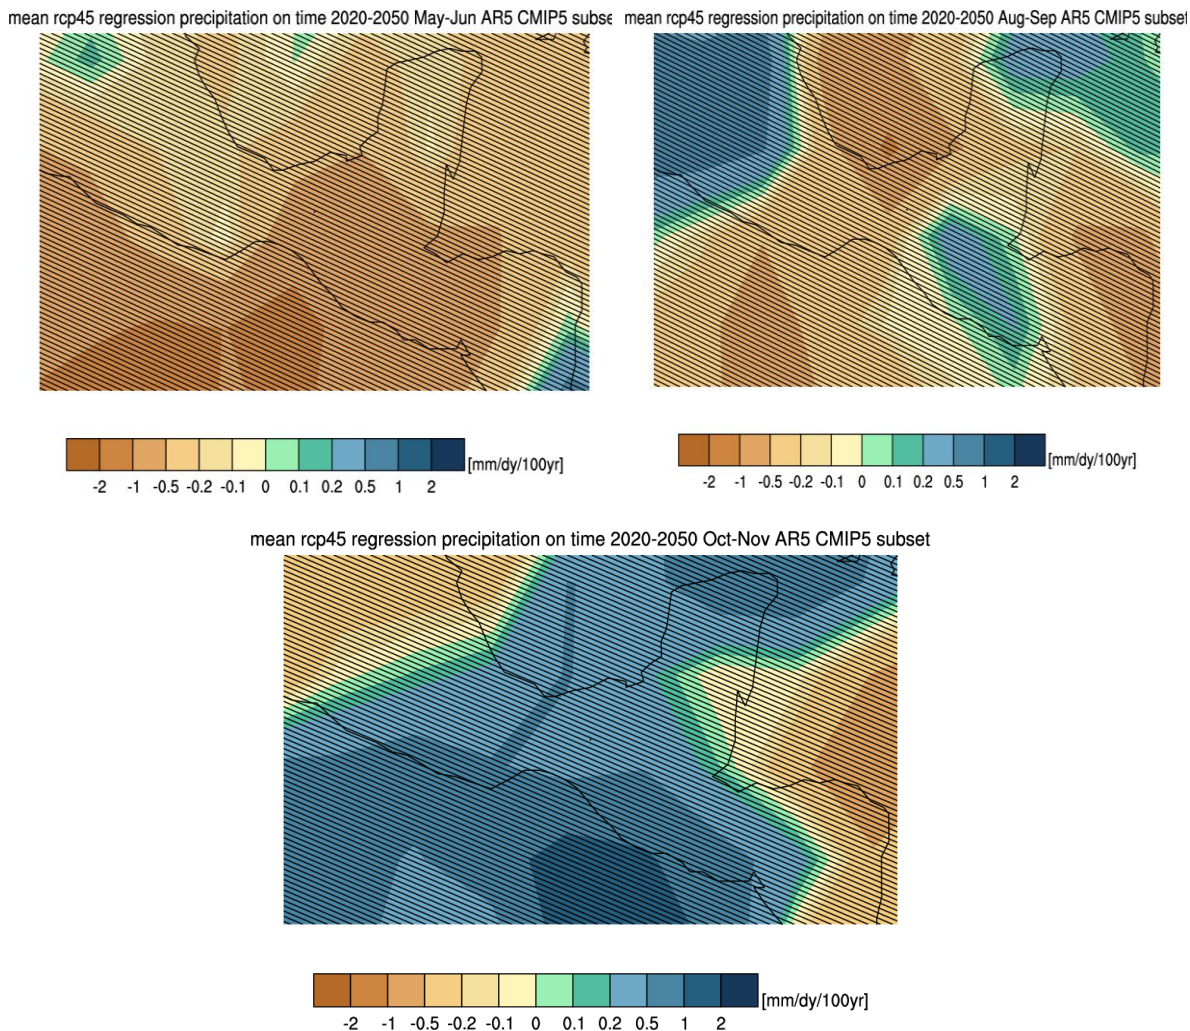 mean rcp45 regression precipitation on time 2020-2050 May-Jun AR5 CMIP5 subse
mean rcp45 regression precipitation on time 2020-2050 Aug-Sep AR5 CMIP5 subset
[mm/dy/100yr]
-2 -1 -0.5 -0.2 -0.1 0 0.1 0.2 0.5 1 2
[mm/dy/100yr]
-2 -1 -0.5 -0.2 -0.1 0 0.1 0.2 0.5 1 2
mean rcp45 regression precipitation on time 2020-2050 Oct-Nov AR5 CMIP5 subset
[mm/dy/100yr]
-2 -1 -0.5 -0.2 -0.1 0 0.1 0.2 0.5 1 2